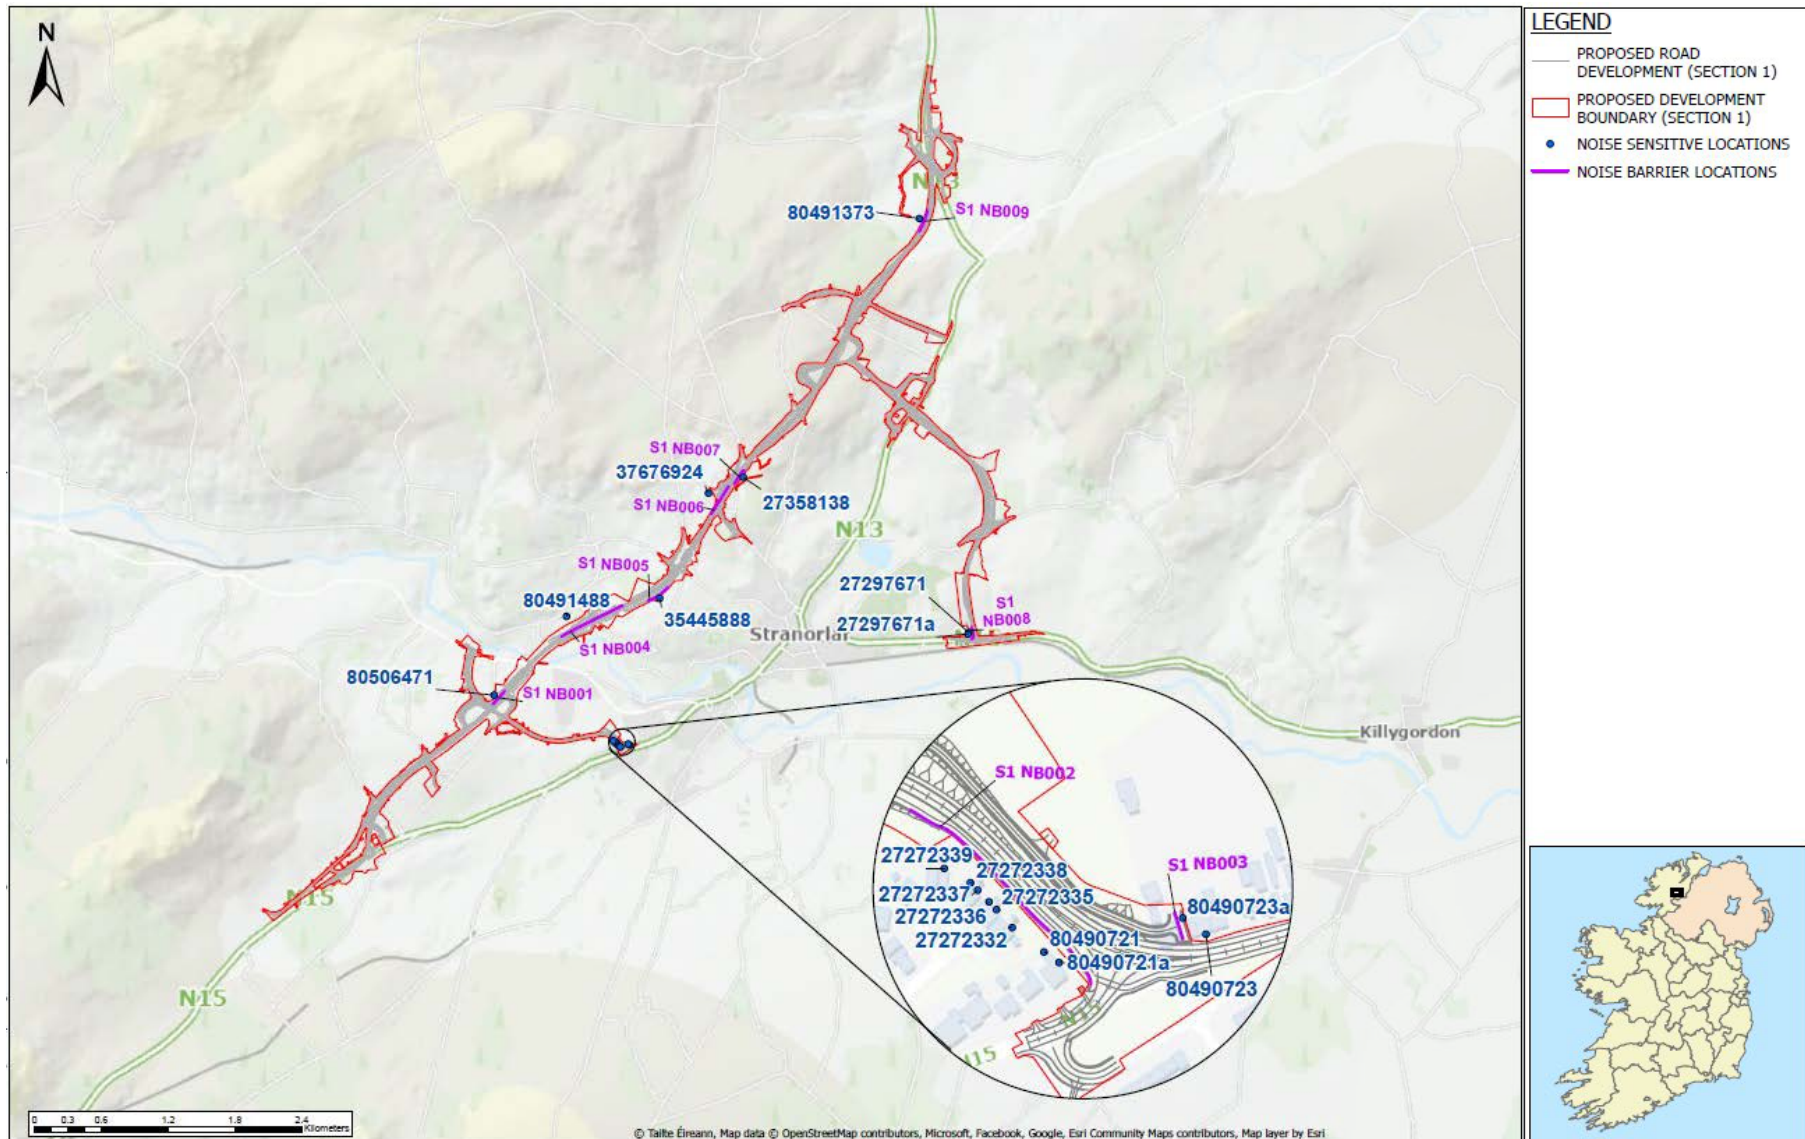 N
LEGEND
PROPOSED ROAD
DEVELOPMENT (SECTION 1)
PROPOSED DEVELOPMENT
BOUNDARY (SECTION 1)
NOISE SENSITIVE LOCATIONS
NOISE BARRIER LOCATIONS
N13
80491373
S1 NB009
S1 NB007
37676924
S1 NB006
27358138
N13
S1 NB005
80491488
35445888
S1 NB004
27297671
27297671a
S1
NB008
Stranorlar
80506471
S1 NB001
Killygordon
S1 NB002
27272339
27272338
27272337
27272335
27272336
27272332
80490721
80490721a
S1 NB003
80490723a
80490723
N15
N15
N15
N15
0 0.3 0.6 1.2 1.8 2.4
Kilometers
© Tailte Éireann, Map data © OpenStreetMap contributors, Microsoft, Facebook, Google, Esri Community Maps contributors, Map layer by Esri